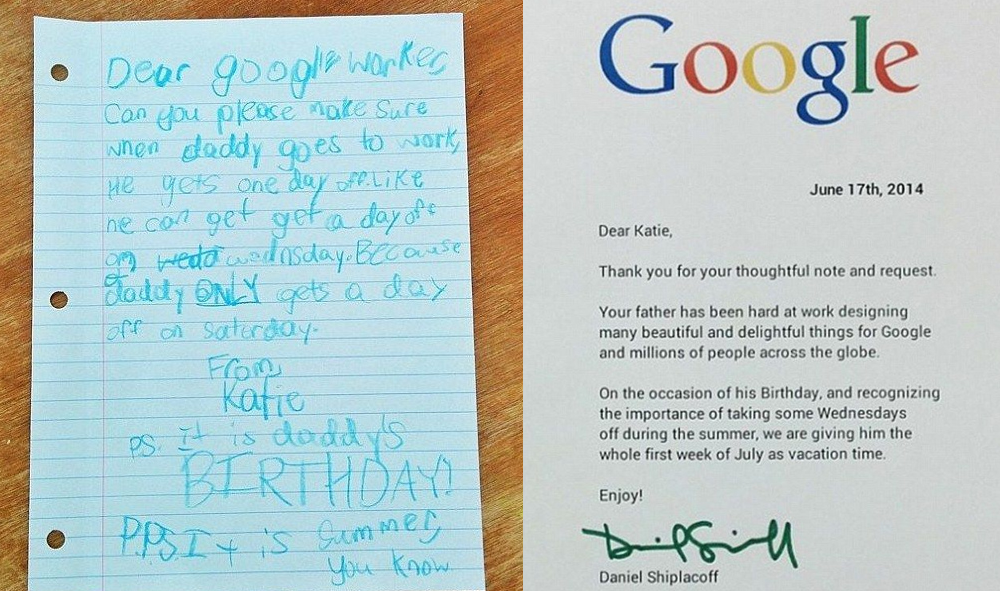 Dear google worker,
Can you please make sure
when daddy goes to work,
He gets one day off. Like
he can get get a day off
on wedo wednsday. BECause
daddy ONLY gets a day
off on saterday.
From,
Katie
PS. It is daddy's
BIRTHDAY!
P.P.S It is Summer,
you know
Google
June 17th, 2014
Dear Katie,
Thank you for your thoughtful note and request.
Your father has been hard at work designing
many beautiful and delightful things for Google
and millions of people across the globe.
On the occasion of his Birthday, and recognizing
the importance of taking some Wednesdays
off during the summer, we are giving him the
whole first week of July as vacation time.
Enjoy!
Daniel Shiplacoff